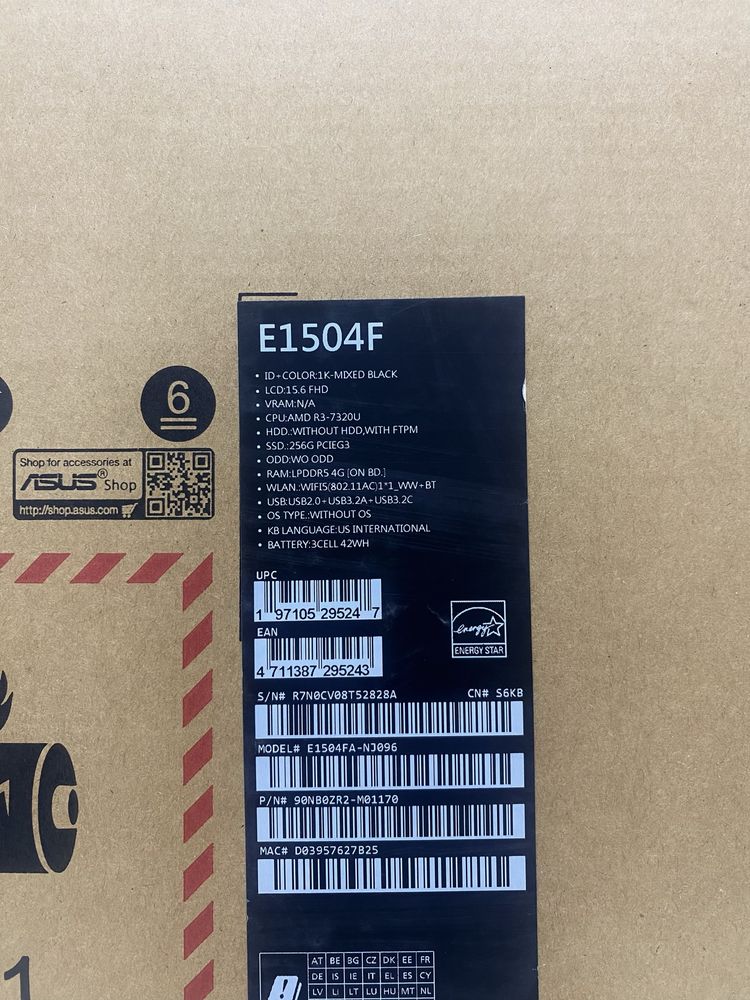 E1504F
• ID+COLOR:1K-MIXED BLACK
• LCD:15.6 FHD
• VRAM:N/A
• CPU:AMD R3-7320U
• HDD.:WITHOUT HDD,WITH FTPM
• SSD.:256G PCIEG3
• ODD:WO ODD
• RAM:LPDDR5 4G [ON BD.]
• WLAN.:WIFI5(802.11AC)1*1_WW+BT
• USB:USB2.0+USB3.2A+USB3.2C
• OS TYPE.:WITHOUT OS
• KB LANGUAGE:US INTERNATIONAL
• BATTERY:3CELL 42WH
6
Shop for accessories at
ASUS® Shop
http://shop.asus.com
UPC
1 97105 29524 7
EAN
4 711387 295243
energy
ENERGY STAR
S/N# R7N0CV08T52828A CN# S6KB
MODEL# E1504FA-NJ096
P/N# 90NB0ZR2-M01170
MAC# D03957627B25
AT BE BG CZ DK EE FR
DE IS IE IT EL ES CY
LV LI LT LU HU MT NL
1